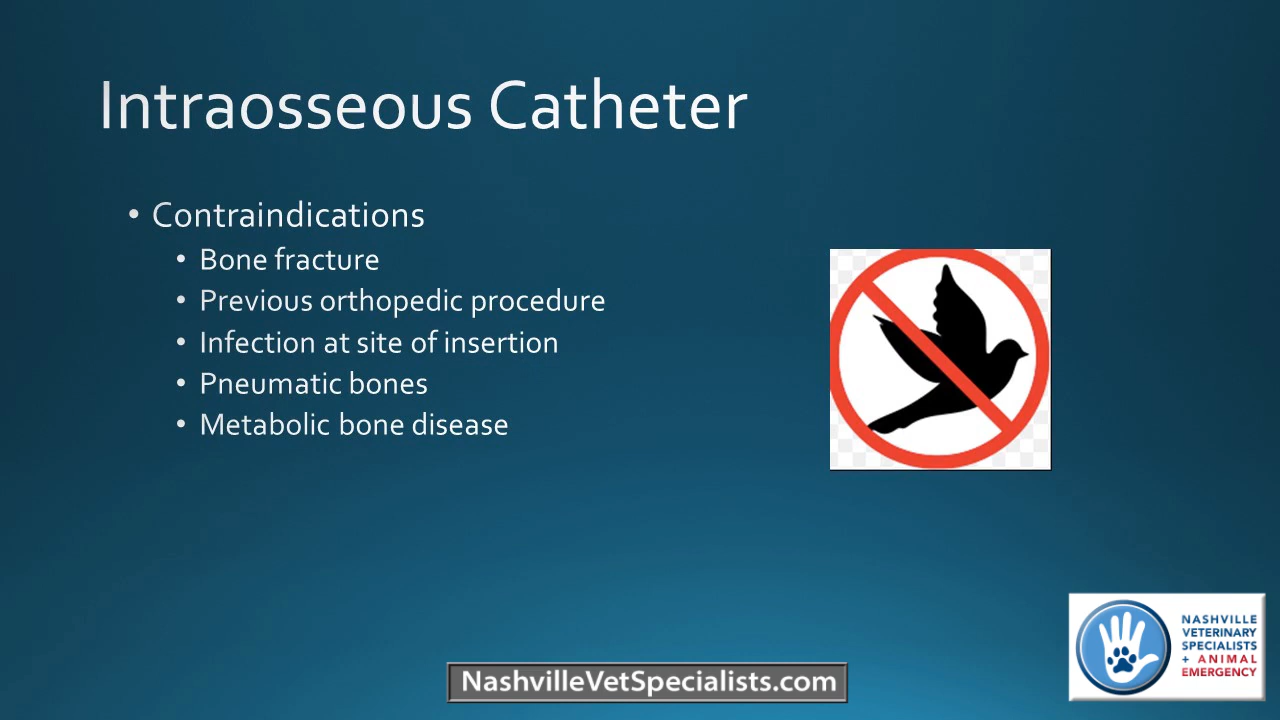 Intraosseous Catheter
• Contraindications
• Bone fracture
• Previous orthopedic procedure
• Infection at site of insertion
• Pneumatic bones
• Metabolic bone disease
NASHVILLE
VETERINARY
SPECIALISTS
+ ANIMAL
EMERGENCY
NashvilleVetSpecialists.com